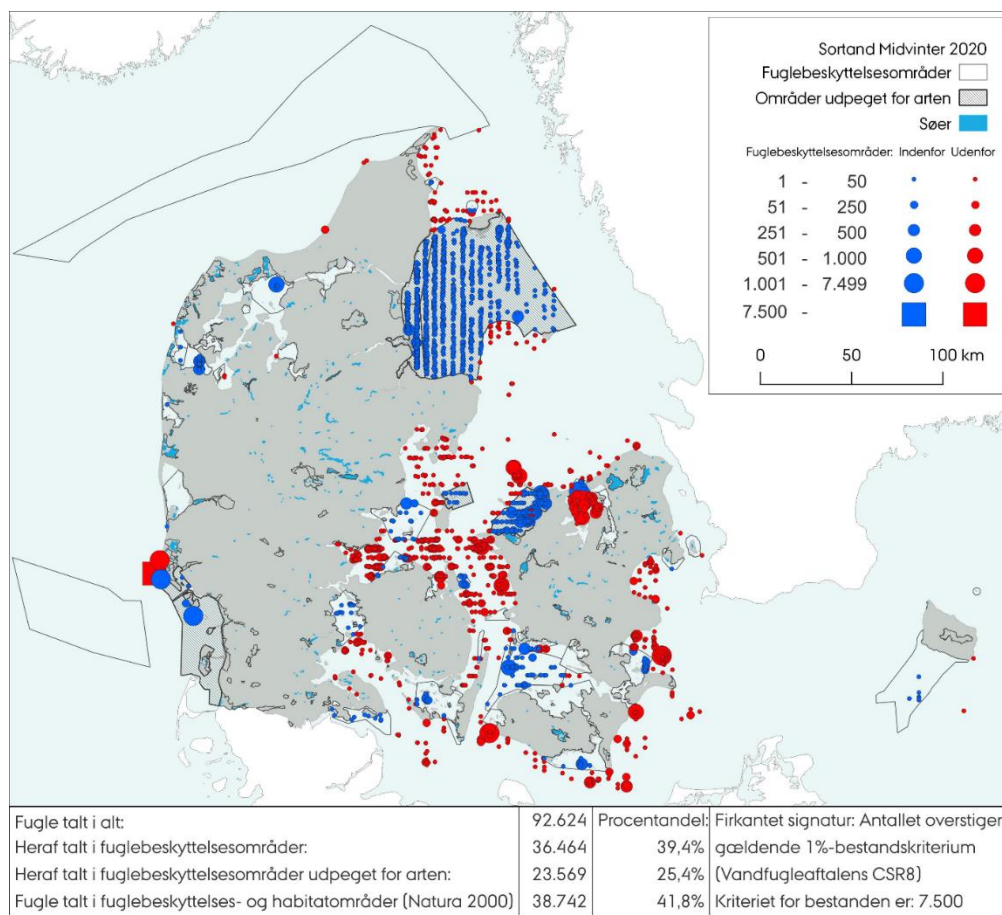 Sortand Midvinter 2020
Fuglebeskyttelsesområder
Områder udpeget for arten
Søer
Fuglebeskyttelsesområder: Indenfor Udenfor
1 - 50
51 - 250
251 - 500
501 - 1.000
1.001 - 7.499
7.500 -
0 50 100 km
Fugle talt i alt: 92.624 Procentandel: Firkantet signatur: Antallet overstiger
Heraf talt i fuglebeskyttelsesområder: 36.464 39,4% gældende 1%-bestandskriterium
Heraf talt i fuglebeskyttelsesområder udpeget for arten: 23.569 25,4% (Vandfugleaftalens CSR8)
Fugle talt i fuglebeskyttelses- og habitatområder (Natura 2000) 38.742 41,8% Kriteriet for bestanden er: 7.500